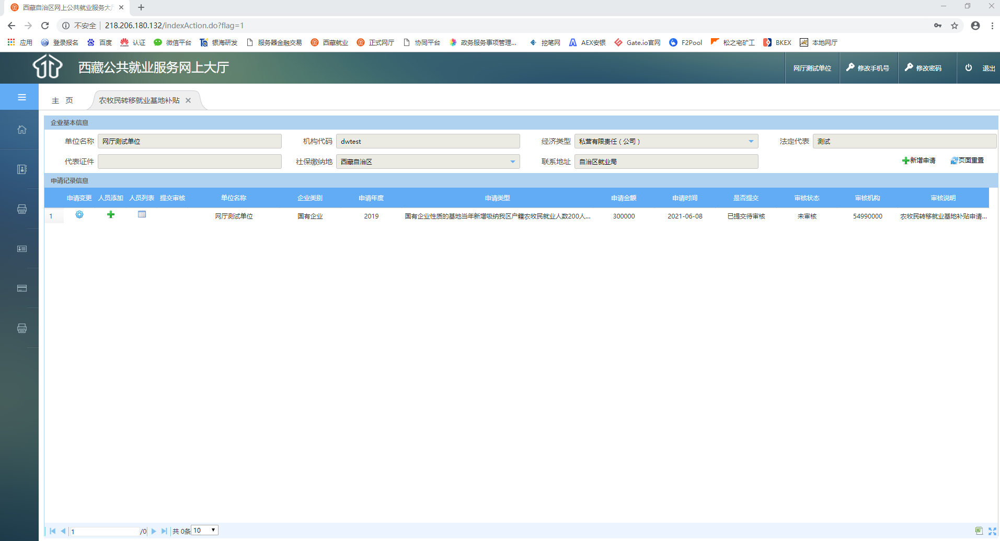 西藏自治区网上公共就业服务大厅
不安全 218.206.180.132/indexAction.do?flag=1
应用 登录报名 百度 认证 微信平台 银海研发 服务器金融交易 西藏就业 正式网厅 协同平台 政务服务事项管理... 挖笔网 AEX安银 Gate.io官网 F2Pool 松之宅矿工 BKEX 本地网厅
西藏公共就业服务网上大厅 网厅测试单位 修改手机号 修改密码 退出
主 页 农牧民转移就业基地补贴
企业基本信息
单位名称 网厅测试单位 机构代码 dwtest 经济类型 私营有限责任（公司） 法定代表 测试
代表证件 社保缴纳地 西藏自治区 联系地址 自治区就业局 新增申请 页面重置
申请记录信息
申请变更 人员添加 人员列表 提交审核 单位名称 企业类别 申请年度 申请类型 申请金额 申请时间 是否提交 审核状态 审核机构 审核说明
1 网厅测试单位 国有企业 2019 国有企业性质的基地当年新增吸纳我区户籍农牧民就业人数200人... 300000 2021-06-08 已提交待审核 未审核 54990000 农牧民转移就业基地补贴申请...
1 /0 共 0条 10